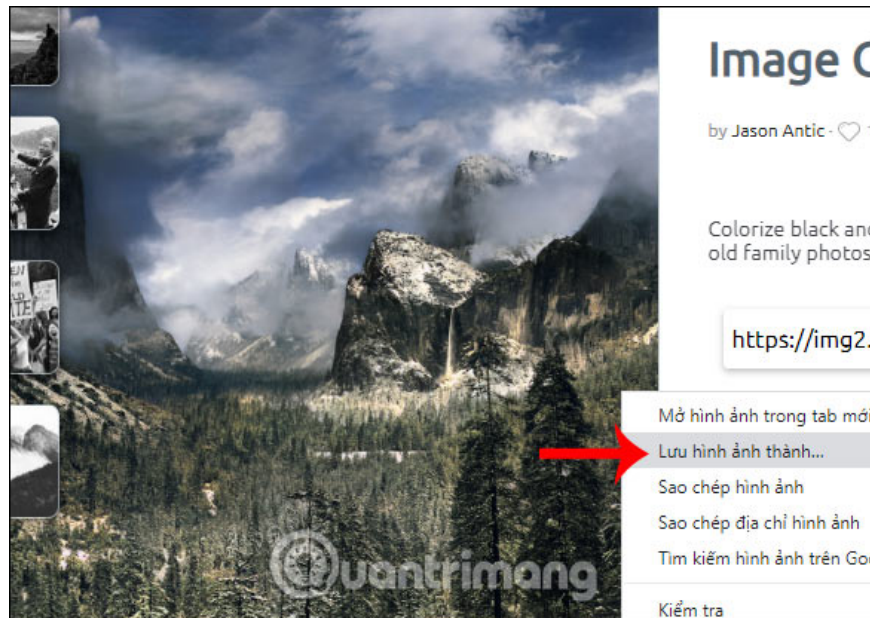 Image
by Jason Antic ·
Colorize black and
old family photos
https://img2.
Mở hình ảnh trong tab mới
Lưu hình ảnh thành...
Sao chép hình ảnh
Sao chép địa chỉ hình ảnh
Tìm kiếm hình ảnh trên Goo
Kiểm tra
Quantrimang